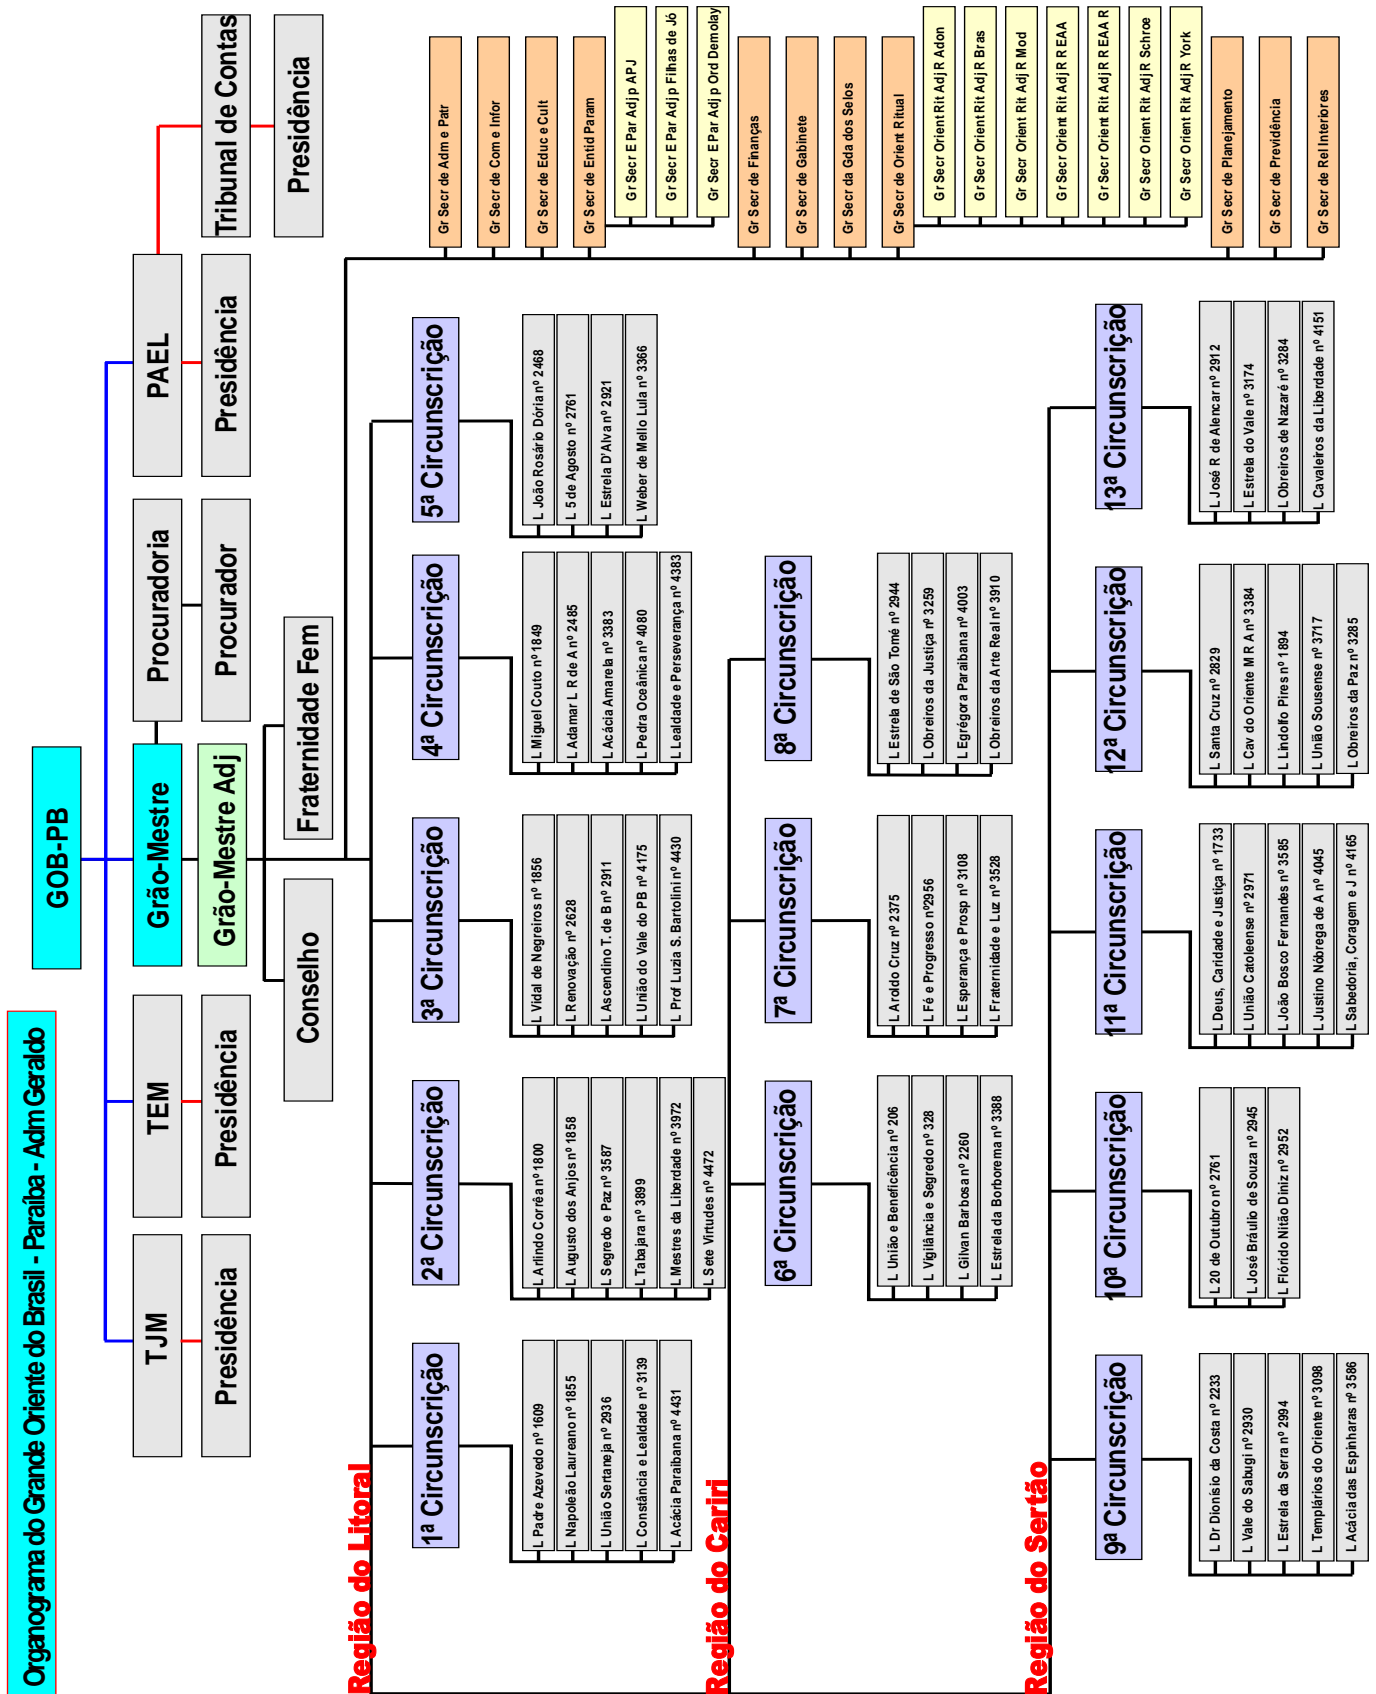 Organograma do Grande Oriente do Brasil - Paraíba - Adm Geraldo
GOB-PB
TJM
TEM
Grão-Mestre
Procuradoria
PAEL
Presidência
Presidência
Grão-Mestre Adj
Procurador
Presidência
Tribunal de Contas
Presidência
Conselho
Fraternidade Fem
Região do Litoral
1ª Circunscrição
L Padre Azevedo nº 1609
L Napoleão Laureano nº 1855
L União Sertaneja nº 2936
L Constância e Lealdade nº 3139
L Acácia Paraibana nº 4431
2ª Circunscrição
L Arlindo Corrêa nº 1800
L Augusto dos Anjos nº 1858
L Segredo e Paz nº 3587
L Tabajara nº 3899
L Mestres da Liberdade nº 3972
L Sete Virtudes nº 4472
3ª Circunscrição
L Vidal de Negreiros nº 1856
L Renovação nº 2628
L Ascendino T. de B nº 2911
L União do Vale do PB nº 4175
L Prof Luzia S. Bartolini nº 4430
4ª Circunscrição
L Miguel Couto nº 1849
L Adamar L R de A nº 2485
L Acácia Amarela nº 3383
L Pedra Oceânica nº 4080
L Lealdade e Perseverança nº 4383
5ª Circunscrição
L João Rosário Dória nº 2468
L 5 de Agosto nº 2761
L Estrela D'Alva nº 2921
L Weber de Mello Lula nº 3366
Região do Cariri
6ª Circunscrição
L União e Beneficência nº 206
L Vigilância e Segredo nº 328
L Gilvan Barbosa nº 2260
L Estrela da Borborema nº 3388
7ª Circunscrição
L Aroldo Cruz nº 2375
L Fé e Progresso nº2956
L Esperança e Prosp nº 3108
L Fraternidade e Luz nº 3528
8ª Circunscrição
L Estrela de São Tomé nº 2944
L Obreiros da Justiça nº 3259
L Egrégora Paraibana nº 4003
L Obreiros da Arte Real nº 3910
Região do Sertão
9ª Circunscrição
L Dr Dionísio da Costa nº 2233
L Vale do Sabugi nº 2930
L Estrela da Serra nº 2994
L Templários do Oriente nº 3098
L Acácia das Espinharas nº 3586
10ª Circunscrição
L 20 de Outubro nº 2761
L José Bráulio de Souza nº 2945
L Flórido Nitão Diniz nº 2952
11ª Circunscrição
L Deus, Caridade e Justiça nº 1733
L União Catoleense nº 2971
L João Bosco Fernandes nº 3585
L Justino Nóbrega de A nº 4045
L Sabedoria, Coragem e J nº 4165
12ª Circunscrição
L Santa Cruz nº 2829
L Cav do Oriente M R A nº 3384
L Lindolfo Pires nº 1894
L União Sousense nº 3717
L Obreiros da Paz nº 3285
13ª Circunscrição
L José R de Alencar nº 2912
L Estrela do Vale nº 3174
L Obreiros de Nazaré nº 3284
L Cavaleiros da Liberdade nº 4151
Gr Secr de Adm e Patr
Gr Secr de Com e Infor
Gr Secr de Educ e Cult
Gr Secr de Entid Param
Gr Secr E Par Adj p APJ
Gr Secr E Par Adj p Filhas de Jó
Gr Secr E Par Adj p Ord Demolay
Gr Secr de Finanças
Gr Secr de Gabinete
Gr Secr da Gda dos Selos
Gr Secr de Orient Ritual
Gr Secr Orient Rit Adj R Adon
Gr Secr Orient Rit Adj R Bras
Gr Secr Orient Rit Adj R Mod
Gr Secr Orient Rit Adj R R EAA
Gr Secr Orient Rit Adj R R EAA R
Gr Secr Orient Rit Adj R Schroe
Gr Secr Orient Rit Adj R York
Gr Secr de Planejamento
Gr Secr de Previdência
Gr Secr de Rel Interiores